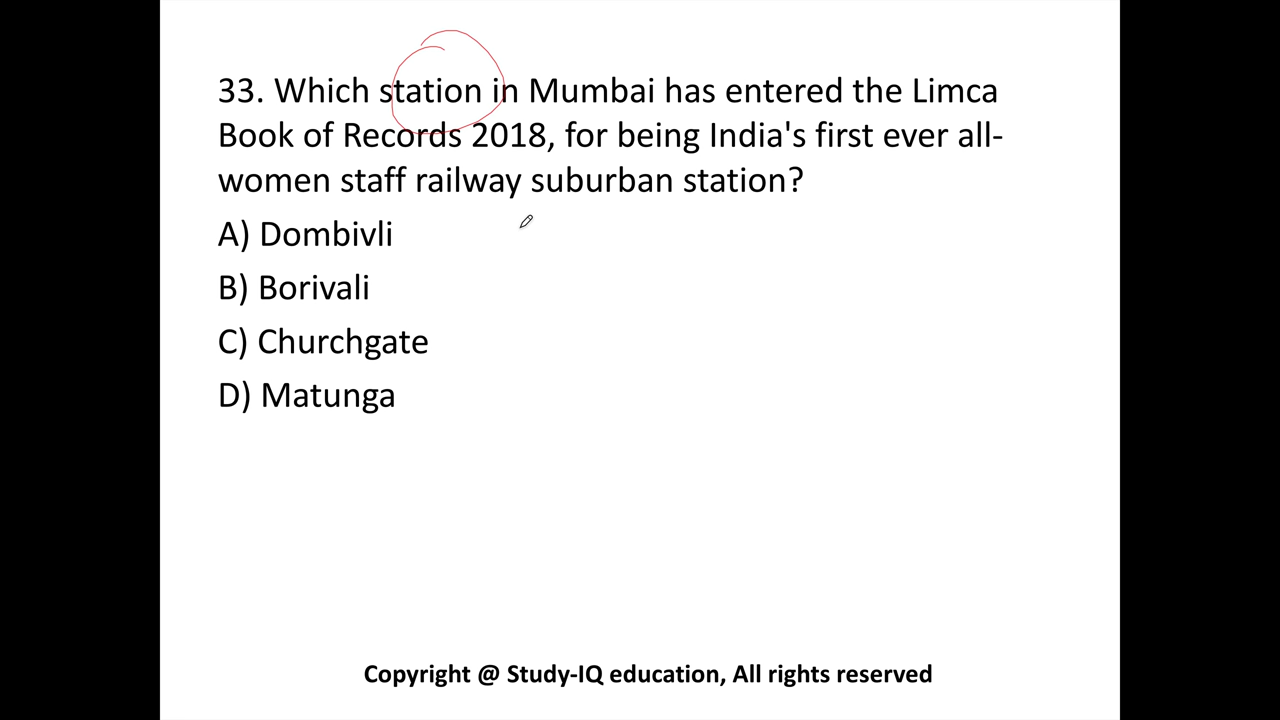 33. Which station in Mumbai has entered the Limca
Book of Records 2018, for being India's first ever all-
women staff railway suburban station?
A) Dombivli
B) Borivali
C) Churchgate
D) Matunga
Copyright @ Study-IQ education, All rights reserved